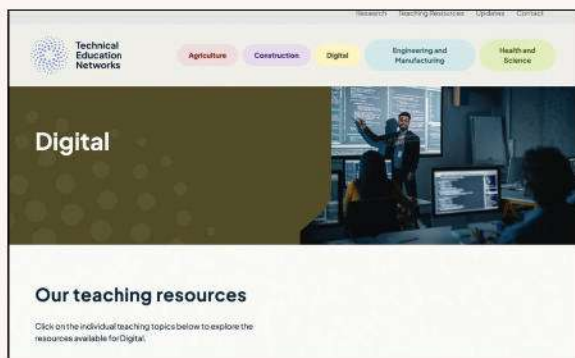 Research Teaching Resources Updates Contact
Technical
Education
Networks
Agriculture
Construction
Digital
Engineering and
Manufacturing
Health and
Science
Digital
Our teaching resources
Click on the individual teaching topics below to explore the
resources available for Digital.